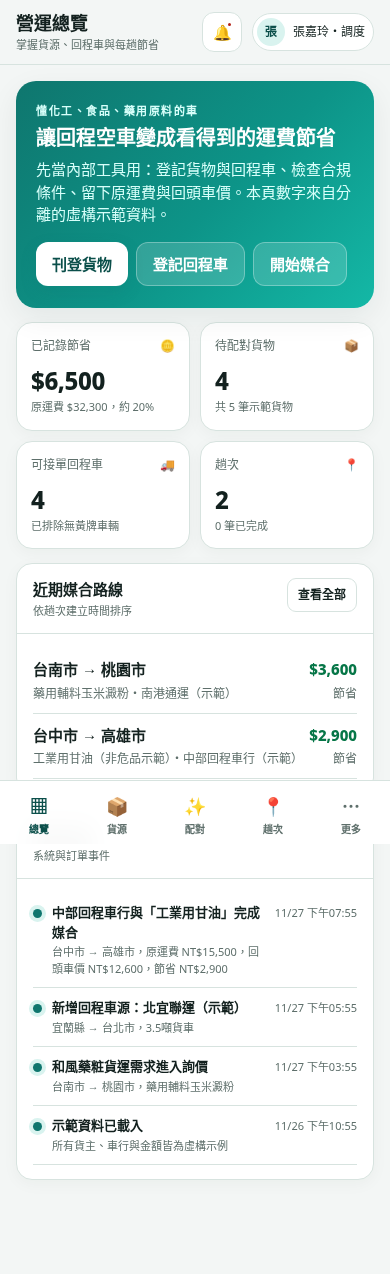 營運總覽
掌握貨源、回程車與每趟節省
張
張嘉玲・調度
懂化工、食品、藥用原料的車
讓回程空車變成看得到的運費節省
先當內部工具用：登記貨物與回程車、檢查合規
條件、留下原運費與回頭車價。本頁數字來自分
離的虛構示範資料。
刊登貨物
登記回程車
開始媒合
已記錄節省
$6,500
原運費 $32,300，約 20%
待配對貨物
4
共 5 筆示範貨物
可接單回程車
4
已排除無黃牌車輛
趟次
2
0 筆已完成
近期媒合路線
依趟次建立時間排序
查看全部
台南市 → 桃園市
$3,600
藥用輔料玉米澱粉・南港通運（示範）
節省
台中市 → 高雄市
$2,900
工業用甘油（非危品示範）・中部回程車行（示範）
節省
總覽
貨源
配對
趟次
更多
系統與訂單事件
中部回程車行與「工業用甘油」完成
媒合
11/27 下午07:55
台中市 → 高雄市，原運費 NT$15,500，回
頭車價 NT$12,600，節省 NT$2,900
新增回程車源：北宜聯運（示範）
11/27 下午05:55
宜蘭縣 → 台北市，3.5噸貨車
和風藥粧貨運需求進入詢價
11/27 下午03:55
台南市 → 桃園市，藥用輔料玉米澱粉
示範資料已載入
11/26 下午10:55
所有貨主、車行與金額皆為虛構示例